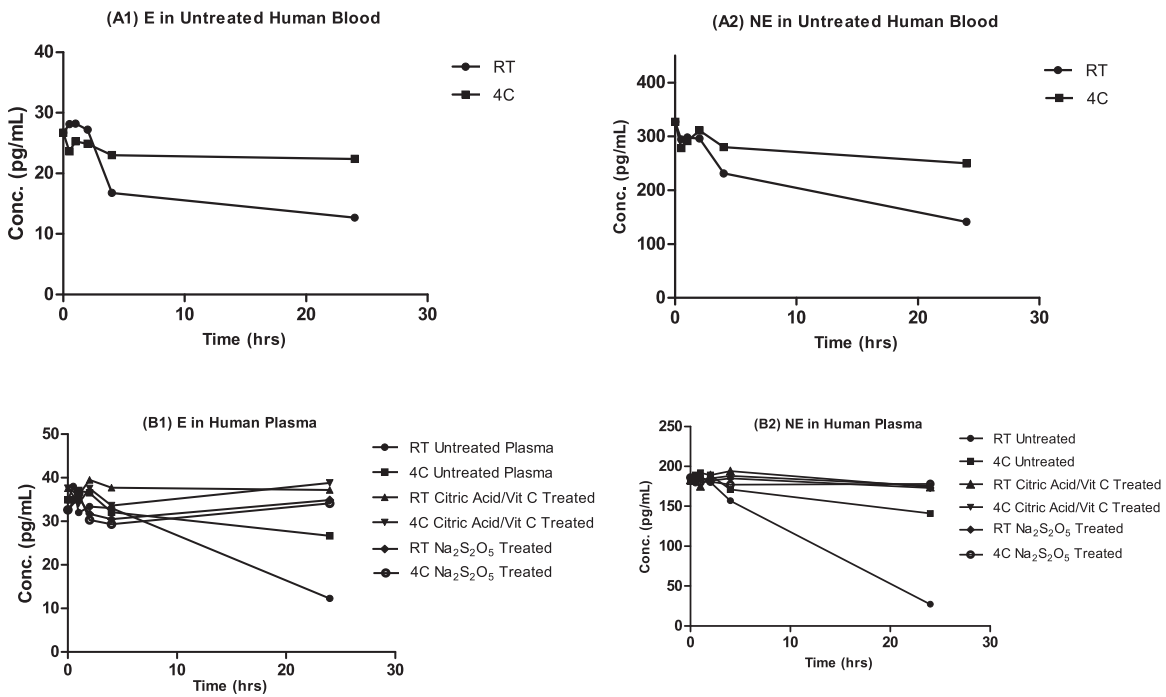 (A1) E in Untreated Human Blood
40
30
20
10
0
0 10 20 30
Conc. (pg/mL)
Time (hrs)
RT
4C
(A2) NE in Untreated Human Blood
400
300
200
100
0
0 10 20 30
Conc. (pg/mL)
Time (hrs)
RT
4C
(B1) E in Human Plasma
50
40
30
20
10
0
0 10 20 30
Conc. (pg/mL)
Time (hrs)
RT Untreated Plasma
4C Untreated Plasma
RT Citric Acid/Vit C Treated
4C Citric Acid/Vit C Treated
RT Na₂S₂O₅ Treated
4C Na₂S₂O₅ Treated
(B2) NE in Human Plasma
250
200
150
100
50
0
0 10 20 30
Conc. (pg/mL)
Time (hrs)
RT Untreated
4C Untreated
RT Citric Acid/Vit C Treated
4C Citric Acid/Vit C Treated
RT Na₂S₂O₅ Treated
4C Na₂S₂O₅ Treated